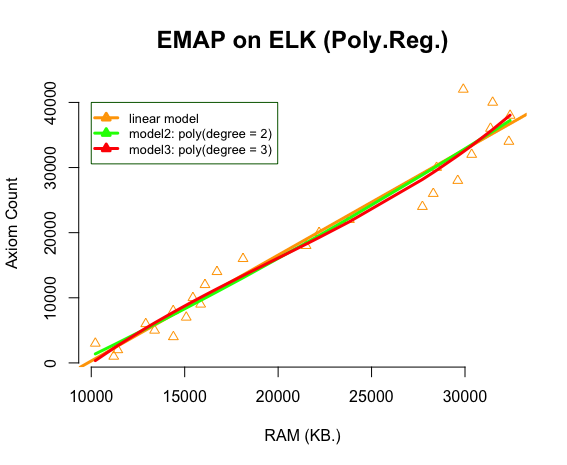 EMAP on ELK (Poly.Reg.)
linear model
model2: poly(degree = 2)
model3: poly(degree = 3)
Axiom Count
40000
30000
20000
10000
0
10000 15000 20000 25000 30000
RAM (KB.)